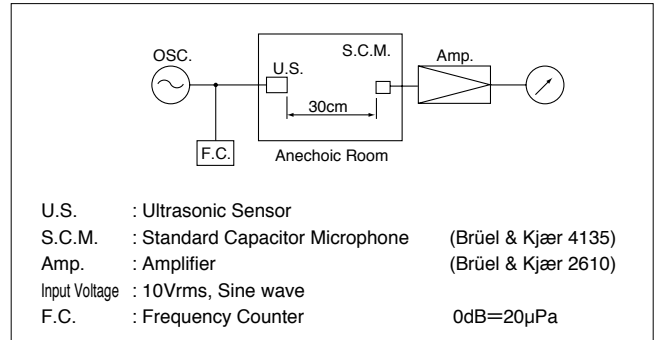 OSC.
U.S.
S.C.M.
Amp.
30cm
F.C.
Anechoic Room
U.S. : Ultrasonic Sensor
S.C.M. : Standard Capacitor Microphone (Brüel & Kjær 4135)
Amp. : Amplifier (Brüel & Kjær 2610)
Input Voltage : 10Vrms, Sine wave
F.C. : Frequency Counter 0dB=20µPa